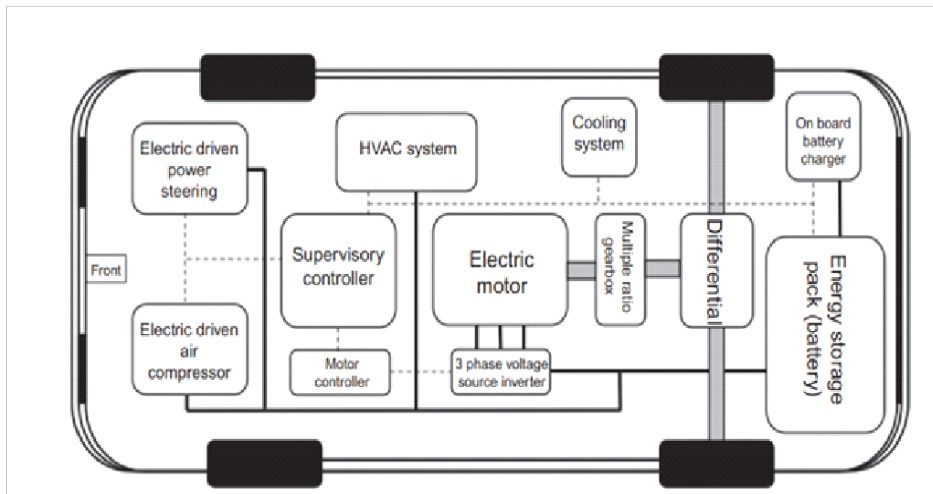 Electric driven
power
steering
HVAC system
Cooling
system
On board
battery
charger
Front
Supervisory
controller
Electric
motor
Multiple ratio
gearbox
Differential
Energy storage
pack (battery)
Electric driven
air
compressor
Motor
controller
3 phase voltage
source inverter